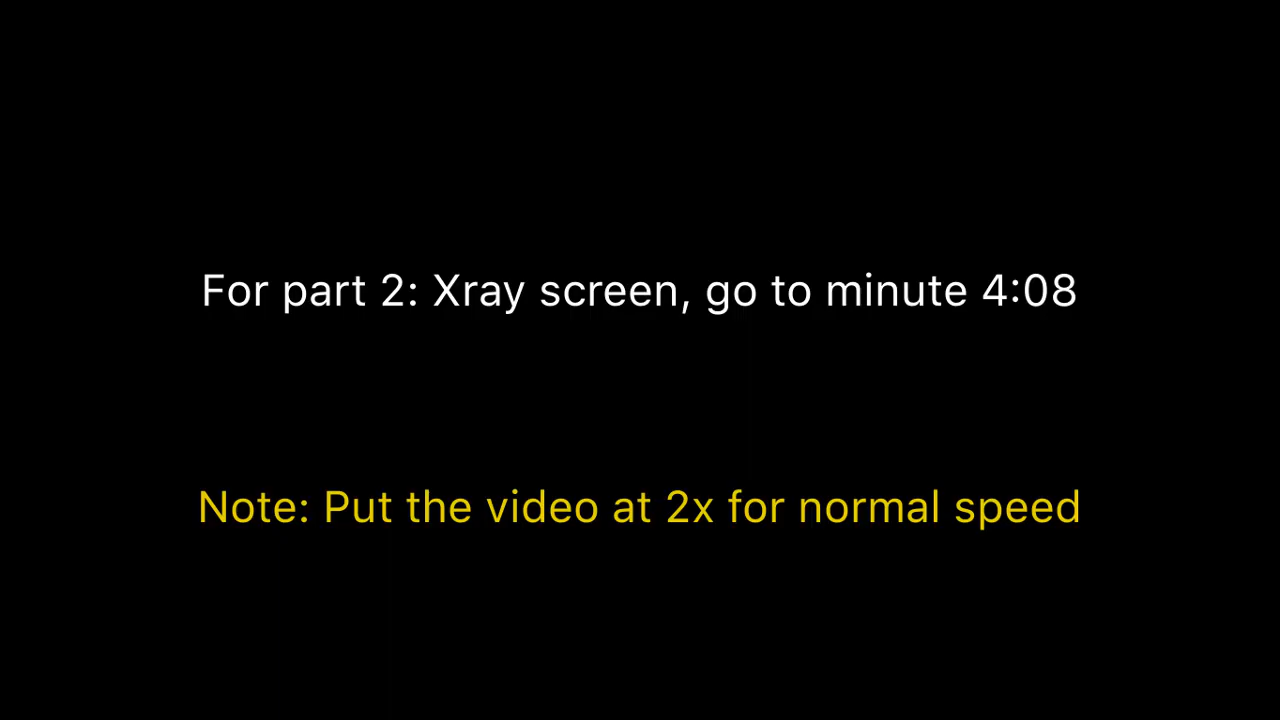 For part 2: Xray screen, go to minute 4:08
Note: Put the video at 2x for normal speed